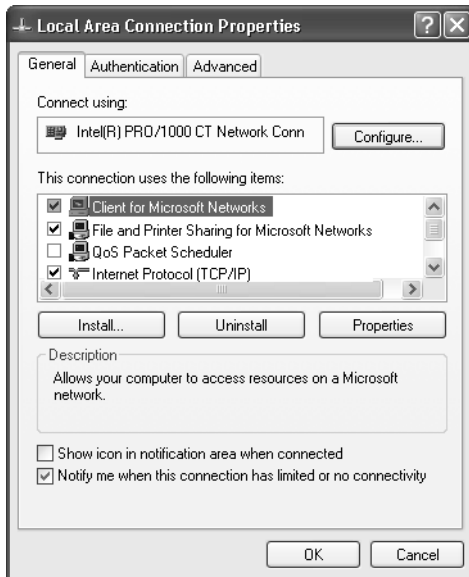 Local Area Connection Properties
General Authentication Advanced
Connect using:
Intel(R) PRO/1000 CT Network Conn Configure...
This connection uses the following items:
Client for Microsoft Networks
File and Printer Sharing for Microsoft Networks
QoS Packet Scheduler
Internet Protocol (TCP/IP)
Install... Uninstall Properties
Description
Allows your computer to access resources on a Microsoft
network.
Show icon in notification area when connected
Notify me when this connection has limited or no connectivity
OK Cancel